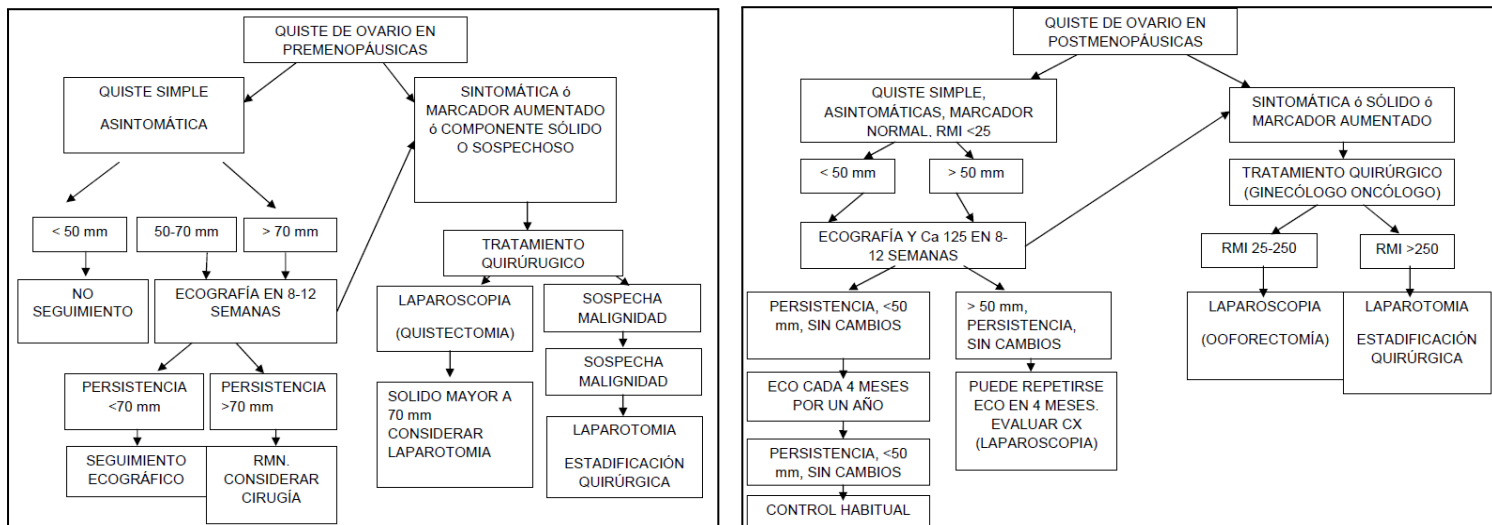 QUISTE DE OVARIO EN
PREMENOPÁUSICAS
QUISTE SIMPLE
ASINTOMÁTICA
SINTOMÁTICA ó
MARCADOR AUMENTADO
ó COMPONENTE SÓLIDO
O SOSPECHOSO
< 50 mm
50-70 mm
> 70 mm
NO
SEGUIMIENTO
ECOGRAFÍA EN 8-12
SEMANAS
PERSISTENCIA
<70 mm
PERSISTENCIA
>70 mm
SEGUIMIENTO
ECOGRÁFICO
RMN.
CONSIDERAR
CIRUGÍA
TRATAMIENTO
QUIRÚRUGICO
LAPAROSCOPIA
(QUISTECTOMIA)
SOLIDO MAYOR A
70 mm
CONSIDERAR
LAPAROTOMIA
SOSPECHA
MALIGNIDAD
SOSPECHA
MALIGNIDAD
LAPAROTOMIA
ESTADIFICACIÓN
QUIRÚRGICA
QUISTE DE OVARIO EN
POSTMENOPÁUSICAS
QUISTE SIMPLE,
ASINTOMÁTICAS, MARCADOR
NORMAL, RMI <25
< 50 mm
> 50 mm
ECOGRAFÍA Y Ca 125 EN 8-
12 SEMANAS
PERSISTENCIA, <50
mm, SIN CAMBIOS
ECO CADA 4 MESES
POR UN AÑO
PERSISTENCIA, <50
mm, SIN CAMBIOS
CONTROL HABITUAL
> 50 mm,
PERSISTENCIA,
SIN CAMBIOS
PUEDE REPETIRSE
ECO EN 4 MESES.
EVALUAR CX
(LAPAROSCOPIA)
SINTOMÁTICA ó SÓLIDO ó
MARCADOR AUMENTADO
TRATAMIENTO QUIRÚRGICO
(GINECÓLOGO ONCÓLOGO)
RMI 25-250
RMI >250
LAPAROSCOPIA
(OOFORECTOMÍA)
LAPAROTOMIA
ESTADIFICACIÓN
QUIRÚRGICA